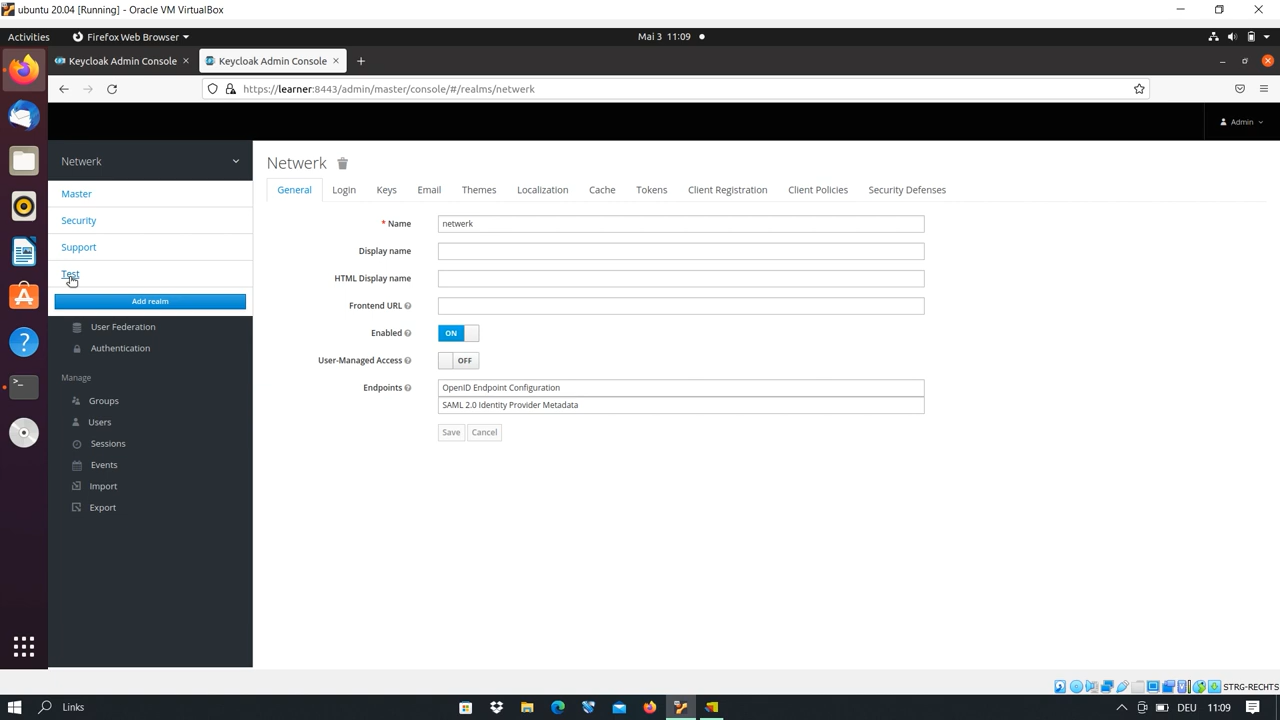 ubuntu 20.04 [Running] - Oracle VM VirtualBox
Activities Firefox Web Browser Mai 3 11:09
Keycloak Admin Console Keycloak Admin Console
https://learner:8443/admin/master/console/#/realms/netwerk
Admin
Netwerk
Master
Security
Support
Test
Add realm
User Federation
Authentication
Manage
Groups
Users
Sessions
Events
Import
Export
Netwerk
General Login Keys Email Themes Localization Cache Tokens Client Registration Client Policies Security Defenses
* Name netwerk
Display name
HTML Display name
Frontend URL
Enabled ON
User-Managed Access OFF
Endpoints OpenID Endpoint Configuration
SAML 2.0 Identity Provider Metadata
Save Cancel
STRG-RECHTS
Links DEU 11:09